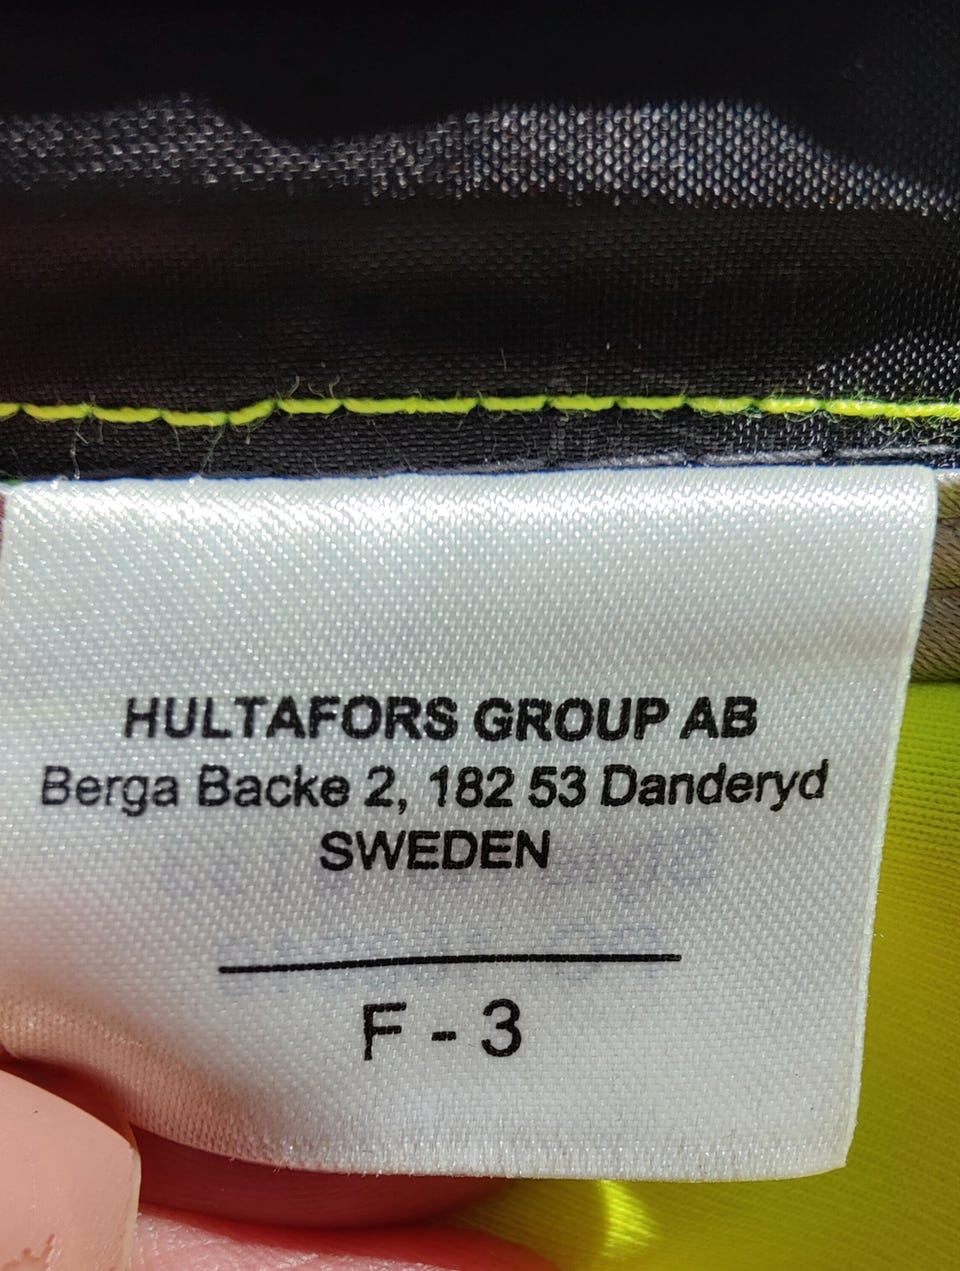 HULTAFORS GROUP AB
Berga Backe 2, 182 53 Danderyd
SWEDEN
F - 3